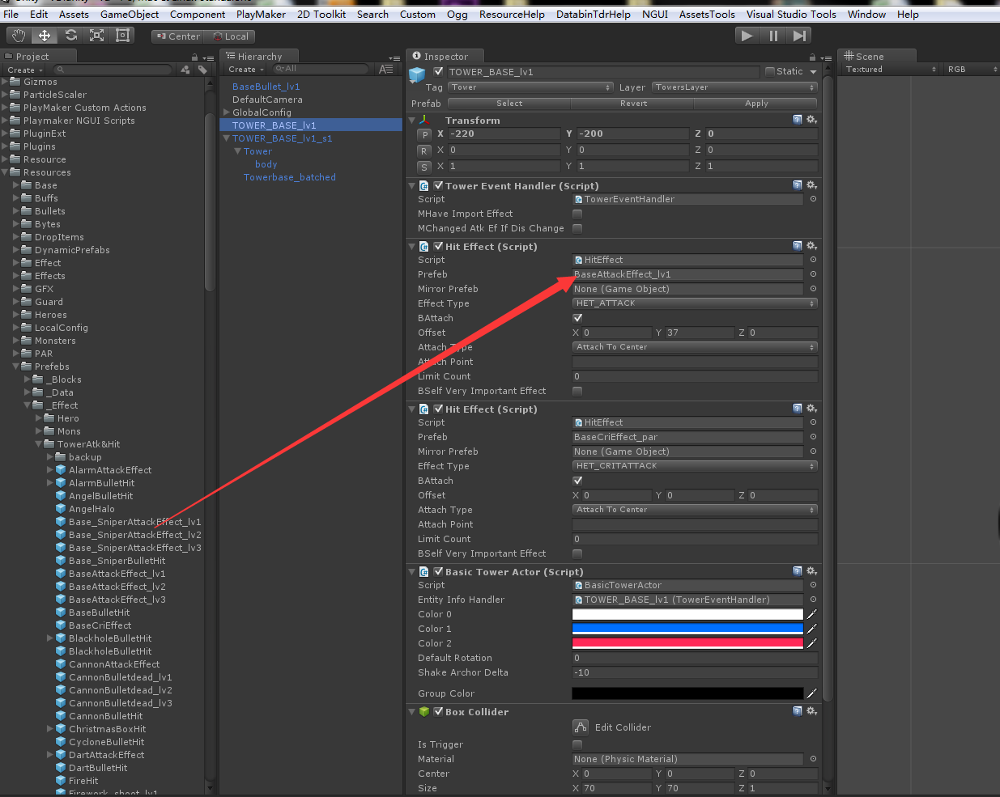 File Edit Assets GameObject Component PlayMaker 2D Toolkit Search Custom Ogg ResourceHelp DatabinTdrHelp NGUI AssetsTools Visual Studio Tools Window Help
Center Local
Project
Create
Gizmos
ParticleScaler
PlayMaker Custom Actions
Playmaker NGUI Scripts
PluginExt
Plugins
Resource
Resources
Base
Buffs
Bullets
Bytes
DropItems
DynamicPrefabs
Effect
Effects
GFX
Guard
Heroes
LocalConfig
Monsters
PAR
Prefebs
_Blocks
_Data
_Effect
Hero
Mons
TowerAtk&Hit
backup
AlarmAttackEffect
AlarmBulletHit
AngelBulletHit
AngelHalo
Base_SniperAttackEffect_lv1
Base_SniperAttackEffect_lv2
Base_SniperAttackEffect_lv3
Base_SniperBulletHit
BaseAttackEffect_lv1
BaseAttackEffect_lv2
BaseAttackEffect_lv3
BaseBulletHit
BaseCriEffect
BlackholeBulletHit
BlackholeBulletHit
CannonAttackEffect
CannonBulletdead_lv1
CannonBulletdead_lv2
CannonBulletdead_lv3
CannonBulletHit
ChristmasBoxHit
CycloneBulletHit
DartAttackEffect
DartBulletHit
FireHit
Firework_shoot_lv1
Hierarchy
Create All
BaseBullet_lv1
DefaultCamera
GlobalConfig
TOWER_BASE_lv1
TOWER_BASE_lv1_s1
Tower
body
Towerbase_batched
Inspector
TOWER_BASE_lv1 Static
Tag Tower Layer TowersLayer
Prefab Select Revert Apply
Transform
P X -220 Y -200 Z 0
R X 0 Y 0 Z 0
S X 1 Y 1 Z 1
Tower Event Handler (Script)
Script TowerEventHandler
MHave Import Effect
MChanged Atk Ef If Dis Change
Hit Effect (Script)
Script HitEffect
Prefeb BaseAttackEffect_lv1
Mirror Prefeb None (Game Object)
Effect Type HET_ATTACK
BAttach
Offset X 0 Y 37 Z 0
Attach Type Attach To Center
Attach Point
Limit Count 0
BSelf Very Important Effect
Hit Effect (Script)
Script HitEffect
Prefeb BaseCriEffect_par
Mirror Prefeb None (Game Object)
Effect Type HET_CRITATTACK
BAttach
Offset X 0 Y 0 Z 0
Attach Type Attach To Center
Attach Point
Limit Count 0
BSelf Very Important Effect
Basic Tower Actor (Script)
Script BasicTowerActor
Entity Info Handler TOWER_BASE_lv1 (TowerEventHandler)
Color 0
Color 1
Color 2
Default Rotation 0
Shake Archor Delta -10
Group Color
Box Collider
Edit Collider
Is Trigger
Material None (Physic Material)
Center X 0 Y 0 Z 0
Size X 70 Y 70 Z 1
Scene
Textured RGB